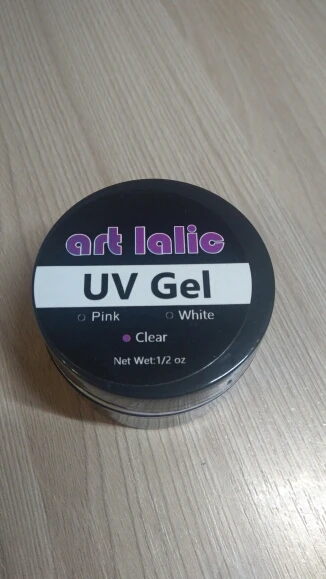 art lalic
UV Gel
Pink White
Clear
Net Wet:1/2 oz